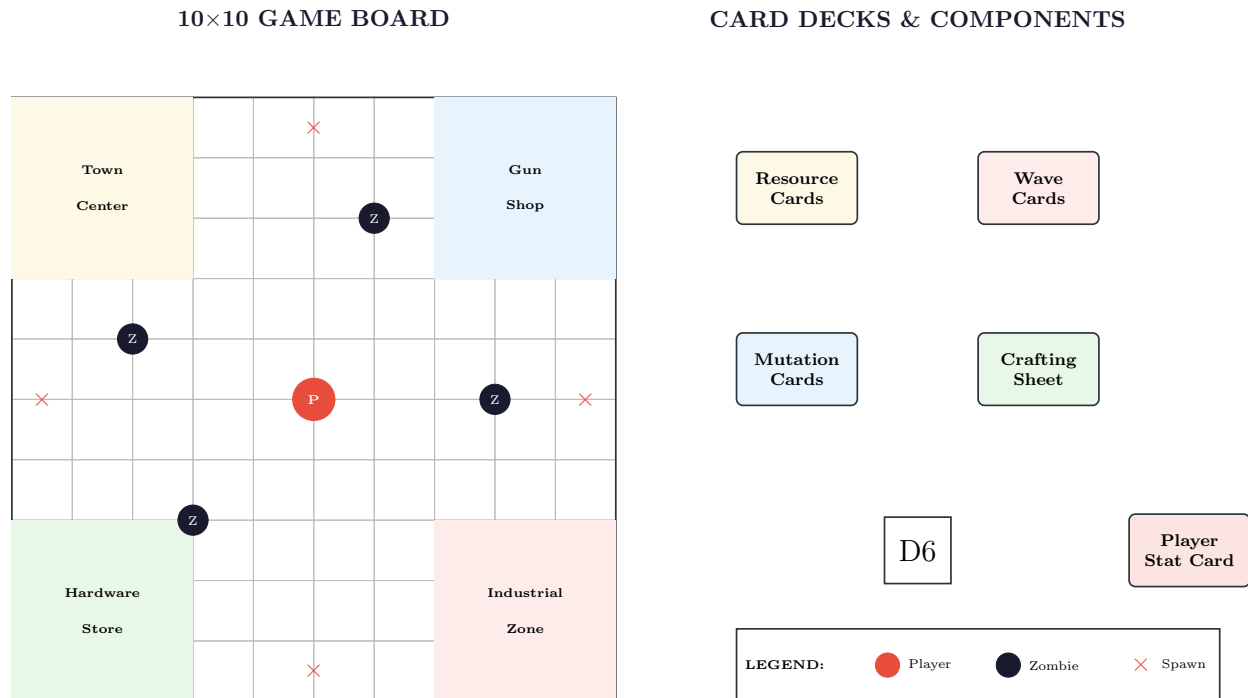 10×10 GAME BOARD
CARD DECKS & COMPONENTS
Town
Center
Gun
Shop
Z
Z
P
Z
Z
Hardware
Store
Industrial
Zone
Resource
Cards
Wave
Cards
Mutation
Cards
Crafting
Sheet
D6
Player
Stat Card
LEGEND:
Player
Zombie
Spawn